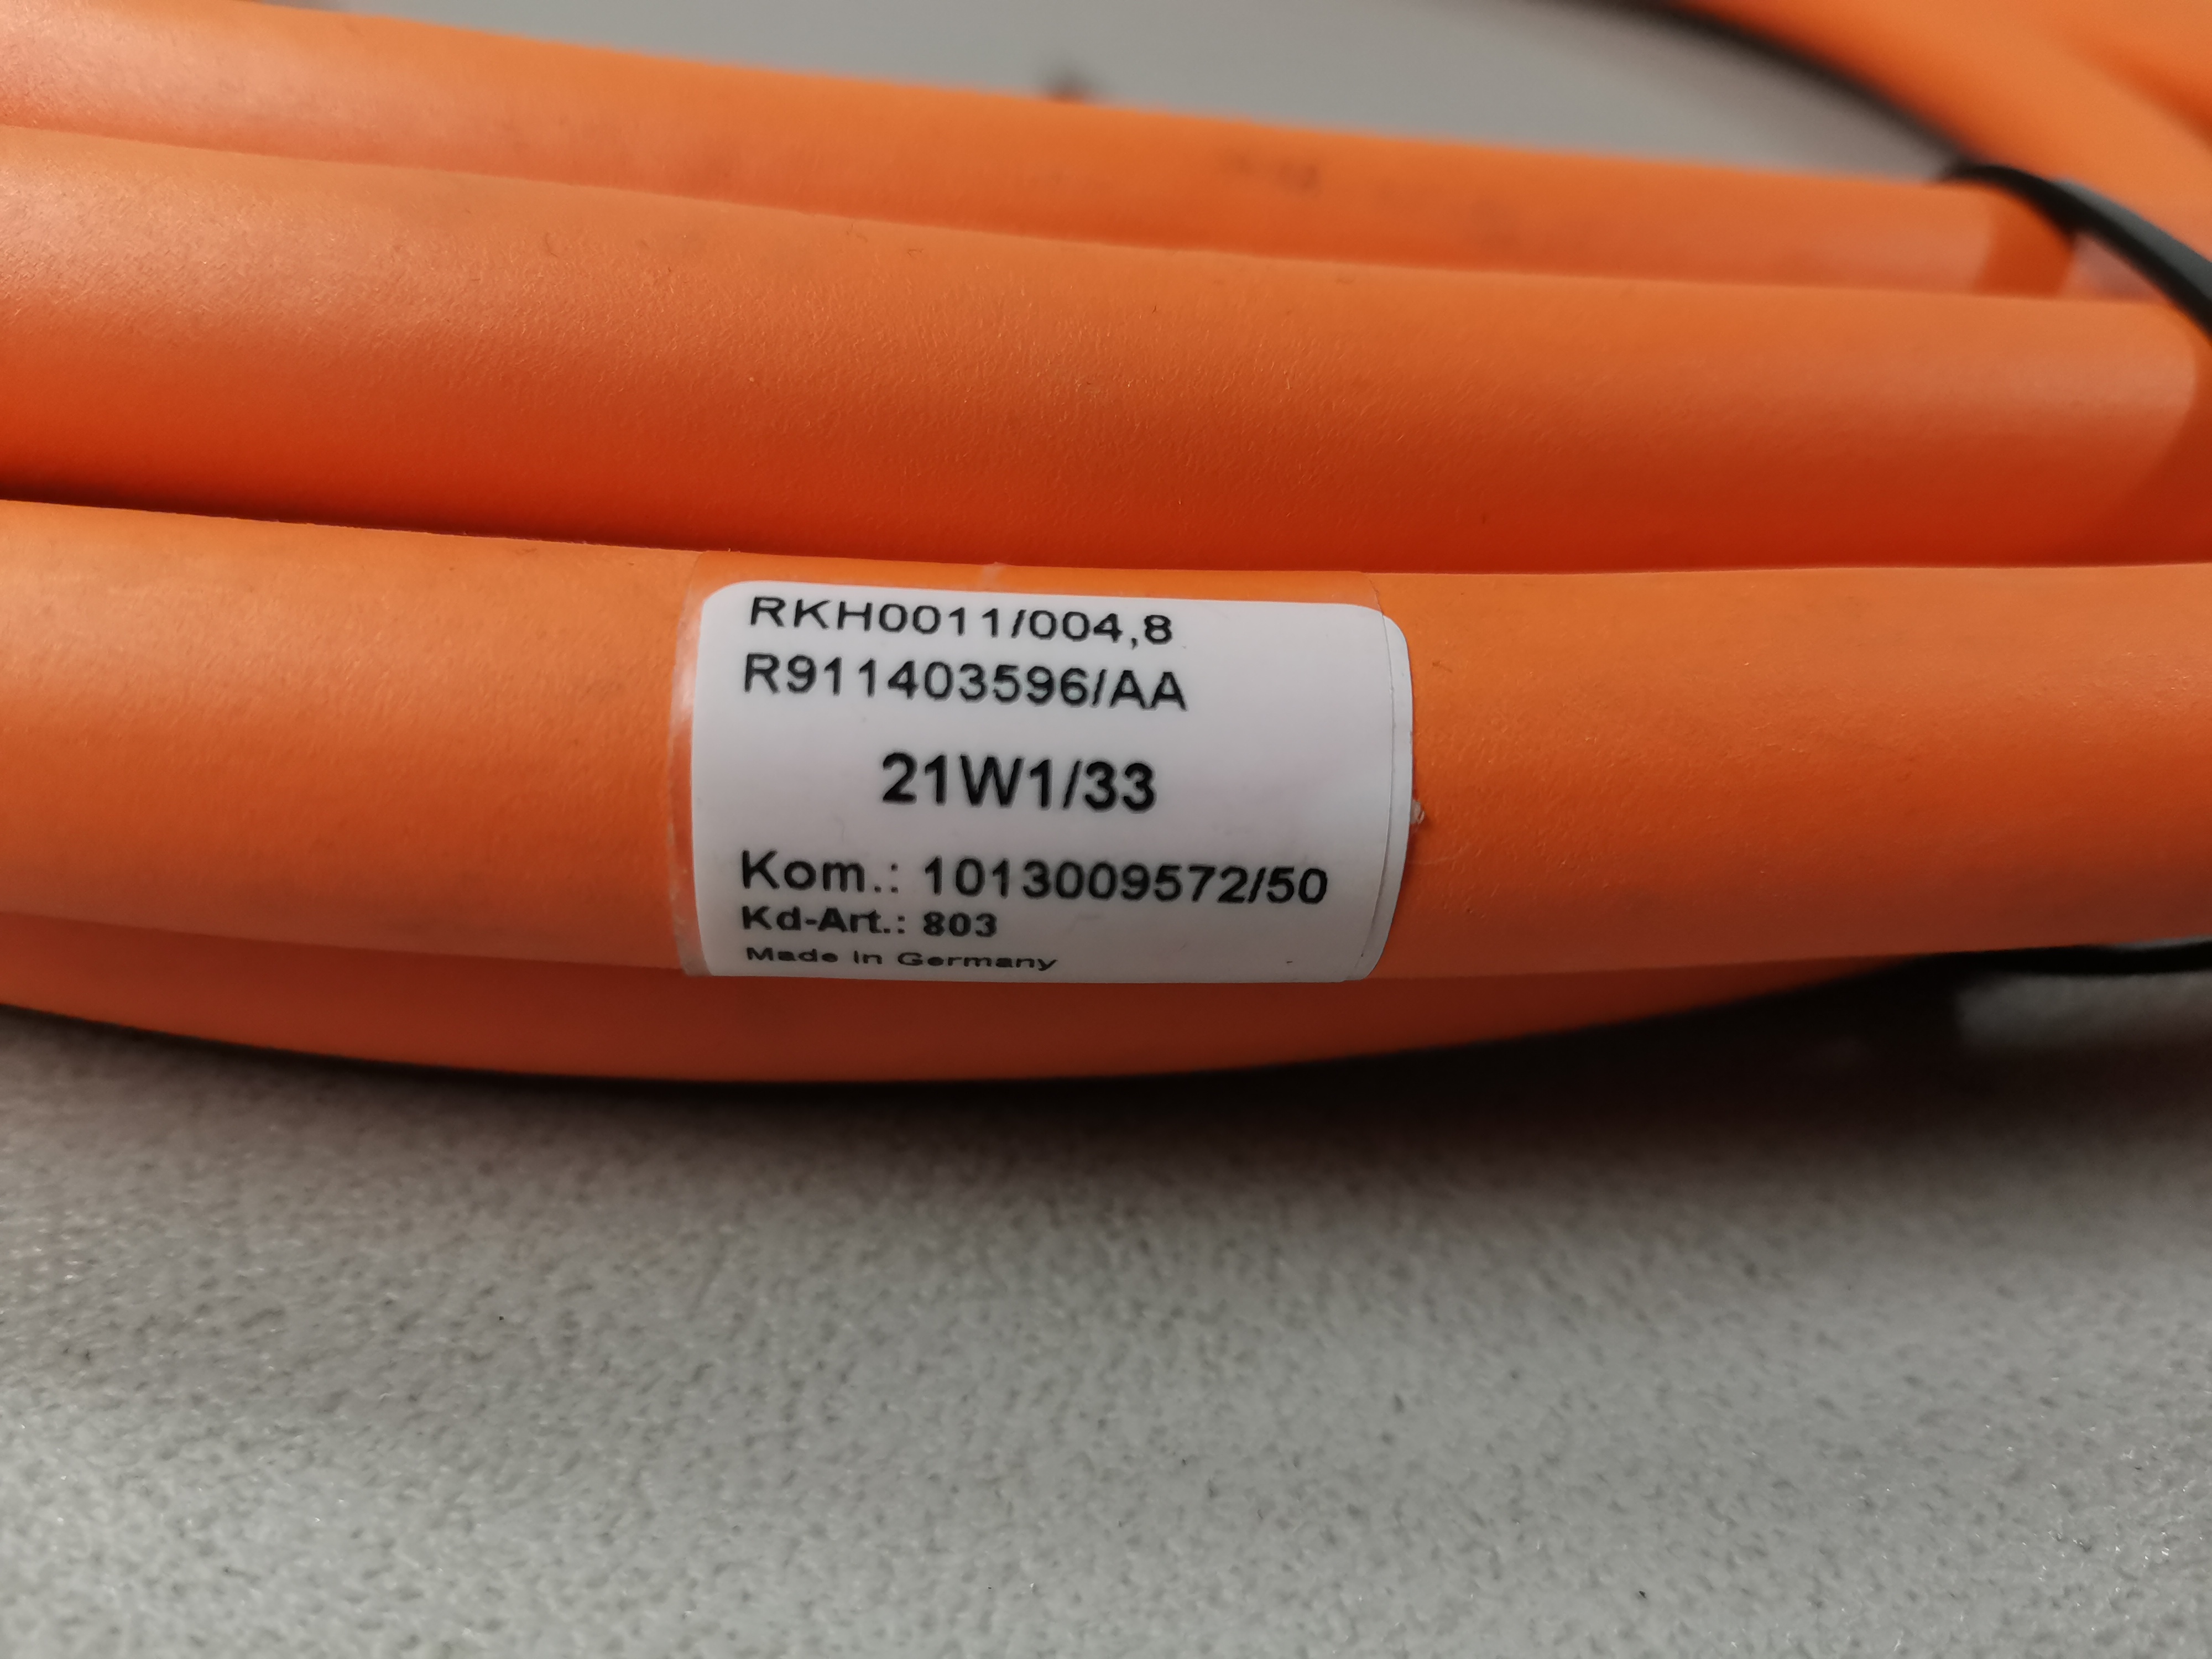 RKH0011/004,8
R911403596/AA
21W1/33
Kom.: 1013009572/50
Kd-Art.: 803
Made in Germany